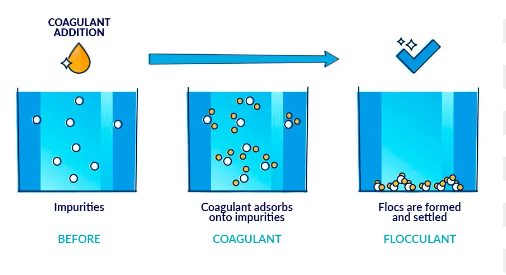 COAGULANT
ADDITION
Impurities
Coagulant adsorbs
onto impurities
Flocs are formed
and settled
BEFORE
COAGULANT
FLOCCULANT